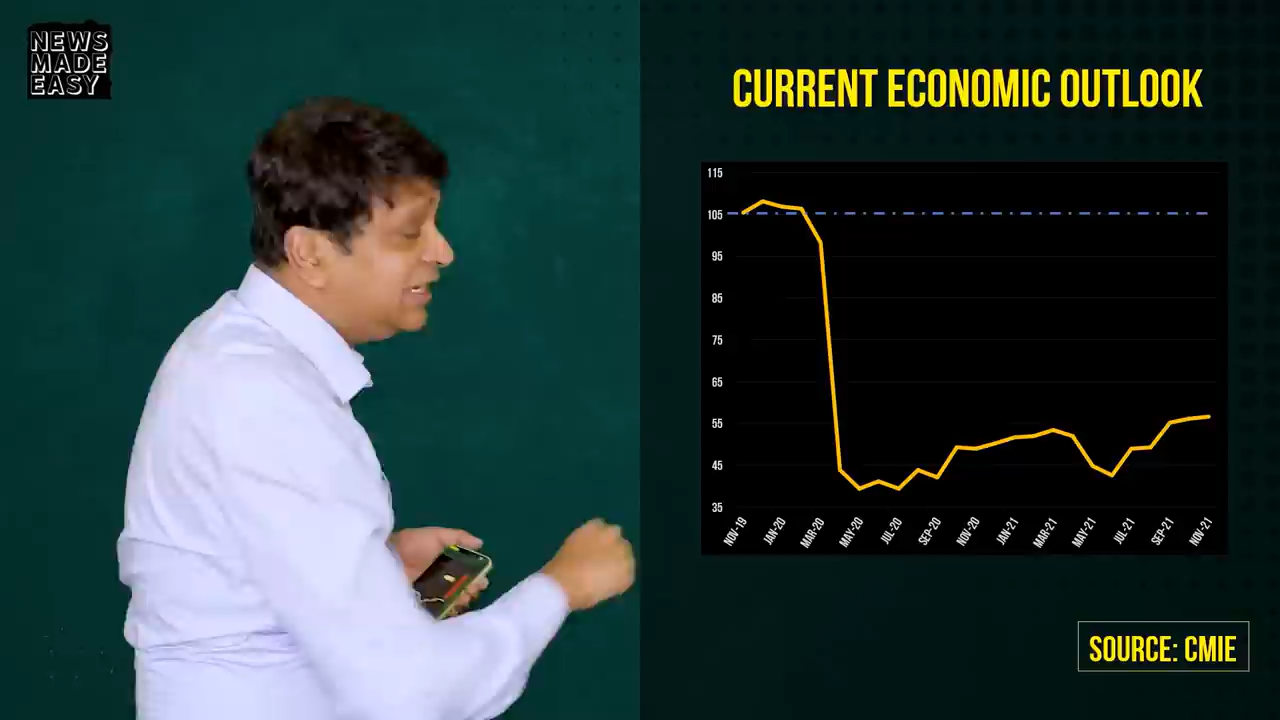 NEWS
MADE
EASY
CURRENT ECONOMIC OUTLOOK
115
105
95
85
75
65
55
45
35
NOV-19
JAN-20
MAR-20
MAY-20
JUL-20
SEP-20
NOV-20
JAN-21
MAR-21
MAY-21
JUL-21
SEP-21
NOV-21
SOURCE: CMIE